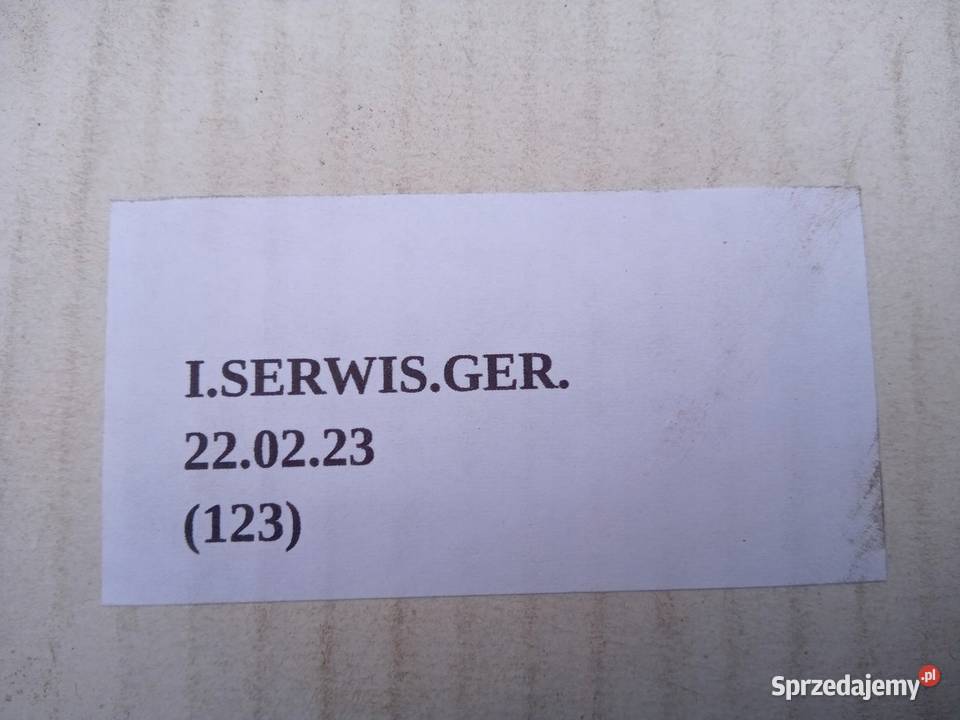 I.SERWIS.GER.
22.02.23
(123)
Sprzedajemy.pl